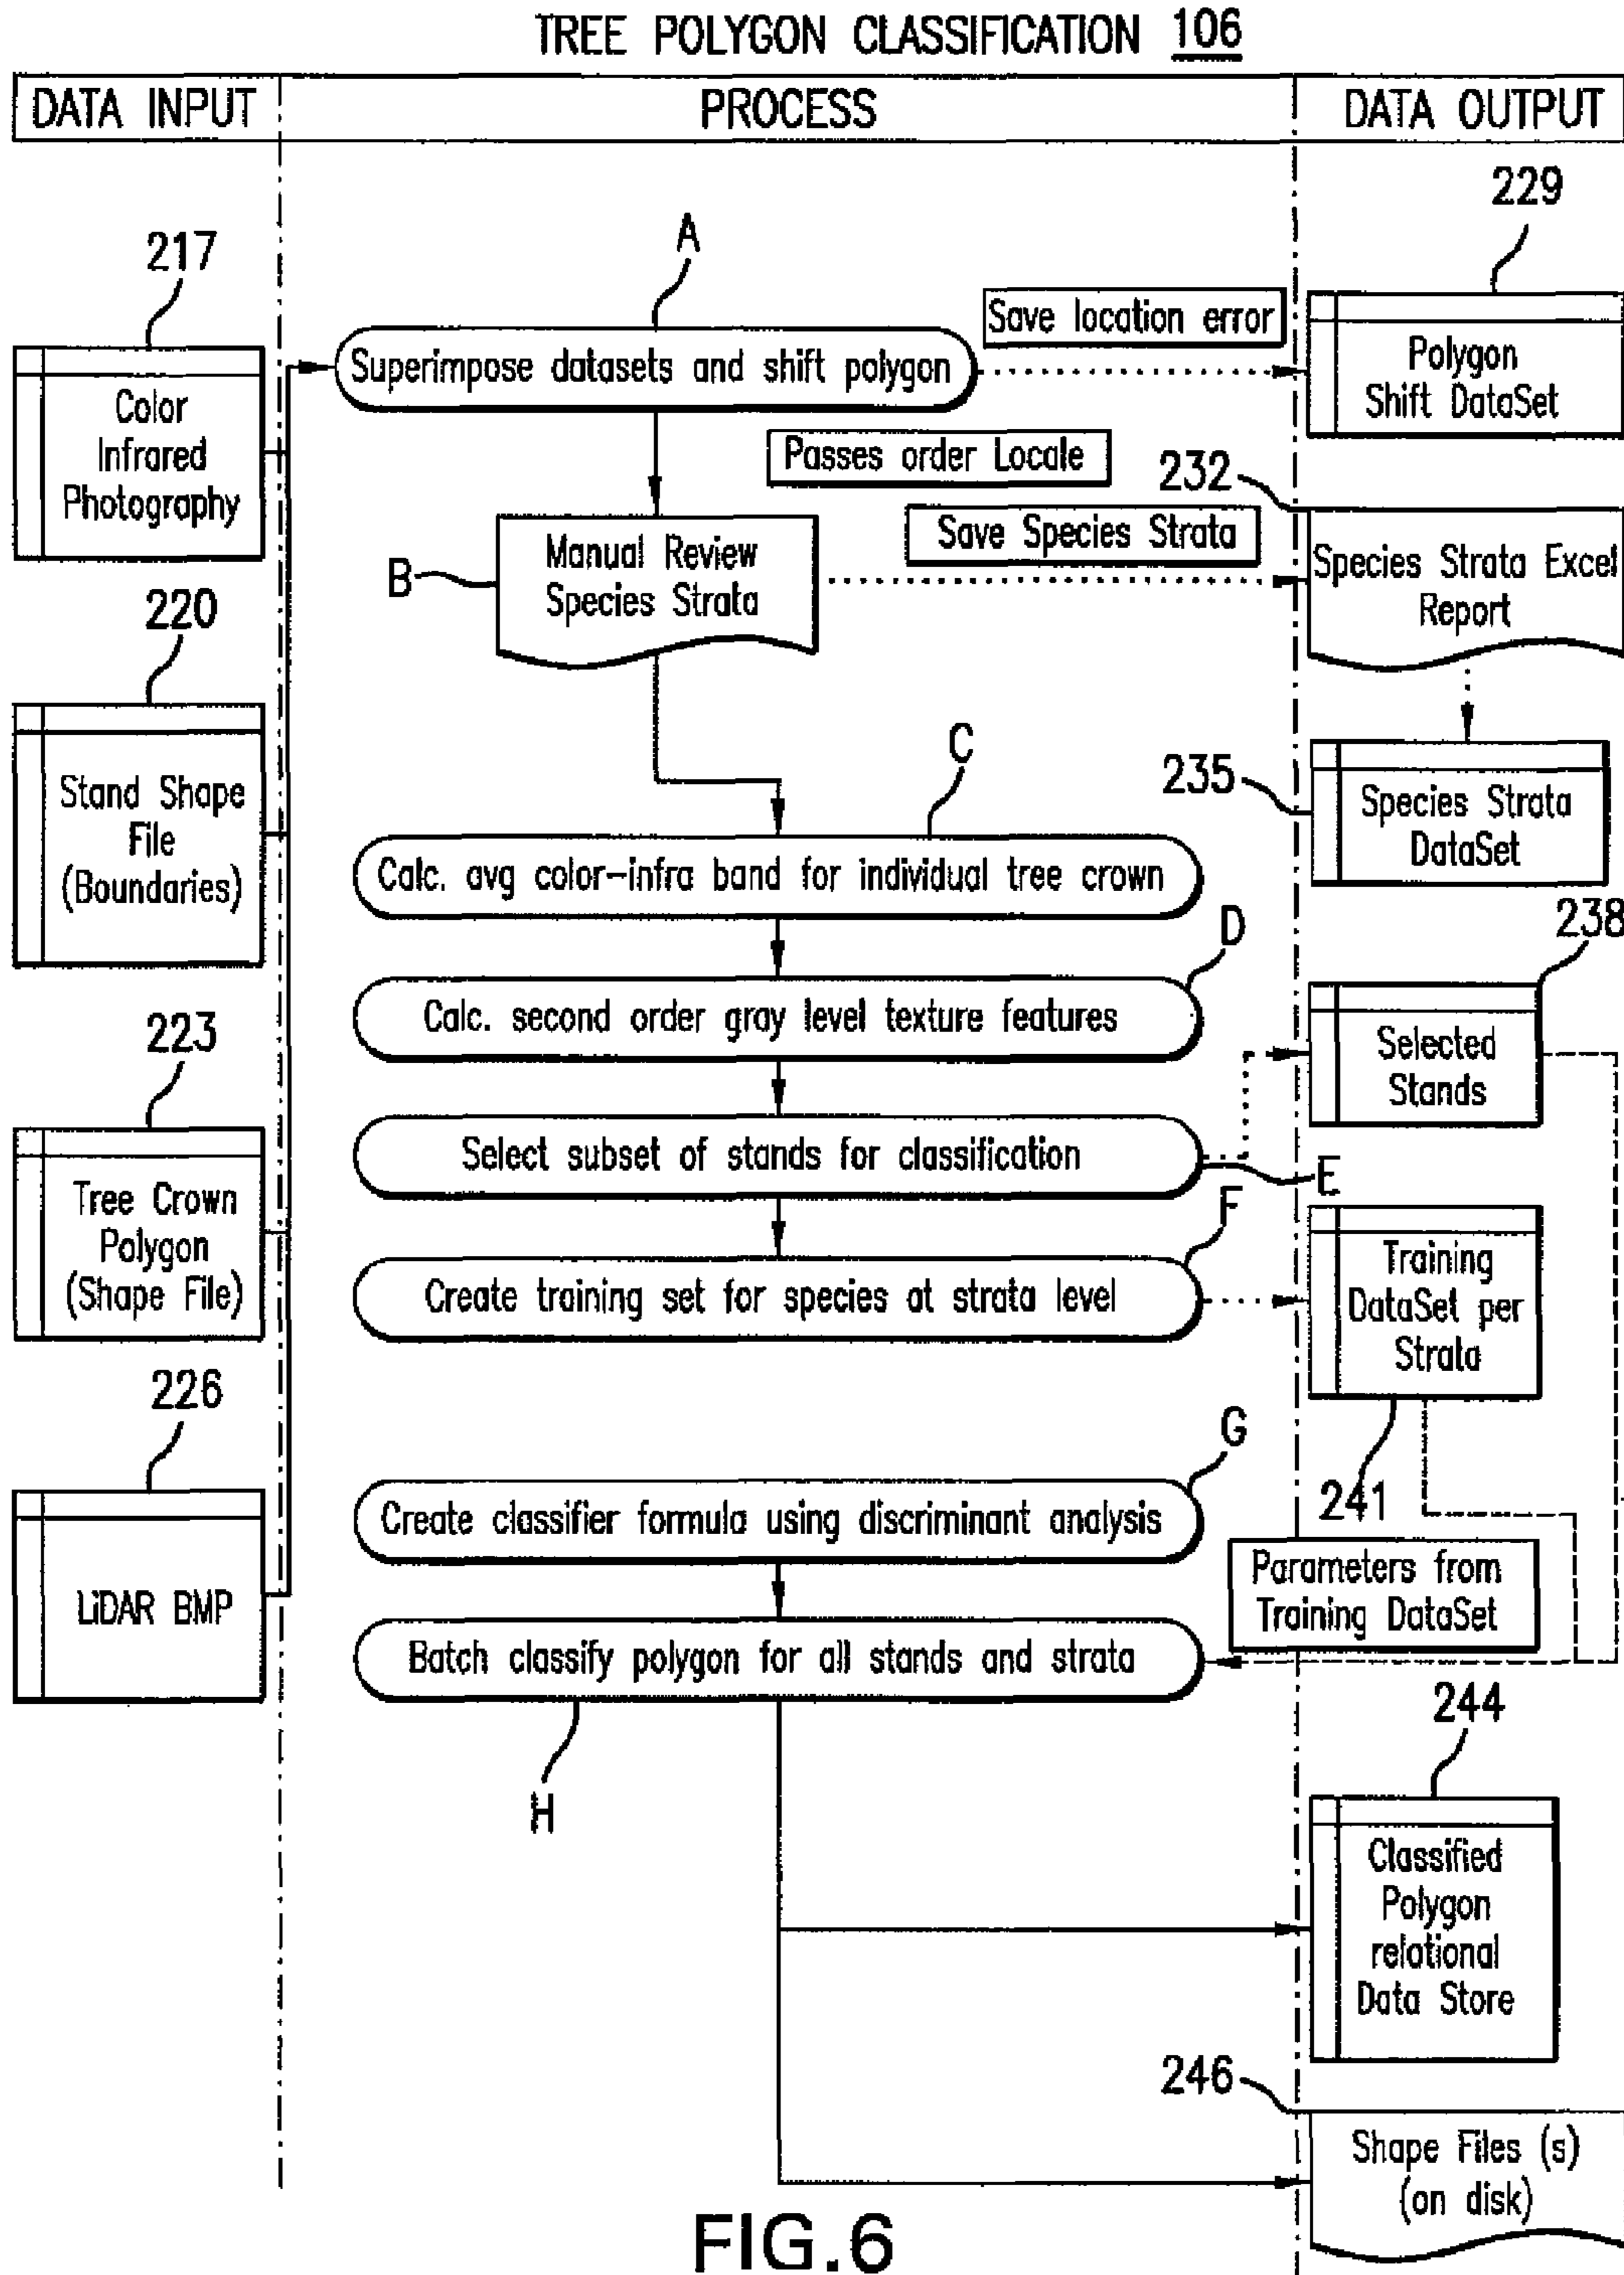 TREE POLYGON CLASSIFICATION 106
DATA INPUT
PROCESS
DATA OUTPUT
217
Color
Infrared
Photography
220
Stand Shape
File
(Boundaries)
223
Tree Crown
Polygon
(Shape File)
226
LiDAR BMP
A
Superimpose datasets and shift polygon
Save location error
Passes order Locale
B
Manual Review
Species Strata
Save Species Strata
C
Calc. avg color-infra band for individual tree crown
D
Calc. second order gray level texture features
Select subset of stands for classification
E
F
Create training set for species at strata level
G
Create classifier formula using discriminant analysis
Batch classify polygon for all stands and strata
H
229
Polygon
Shift DataSet
232
Species Strata Excel
Report
235
Species Strata
DataSet
238
Selected
Stands
Training
DataSet per
Strata
241
Parameters from
Training DataSet
244
Classified
Polygon
relational
Data Store
246
Shape Files (s)
(on disk)
FIG.6